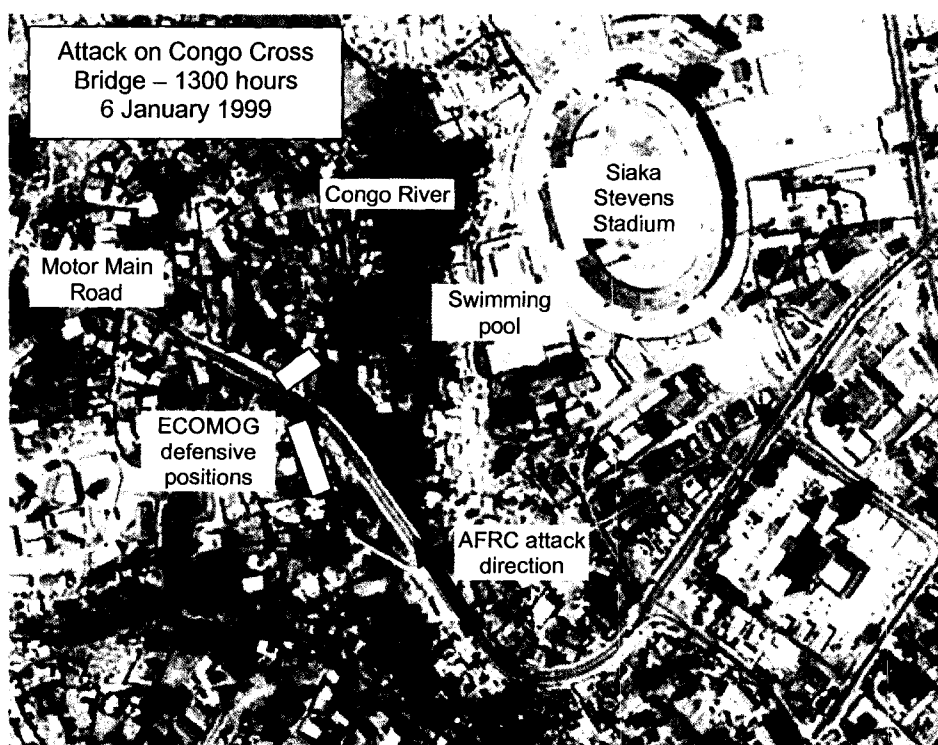 Attack on Congo Cross
Bridge – 1300 hours
6 January 1999
Siaka
Stevens
Stadium
Congo River
Motor Main
Road
Swimming
pool
ECOMOG
defensive
positions
AFRC attack
direction